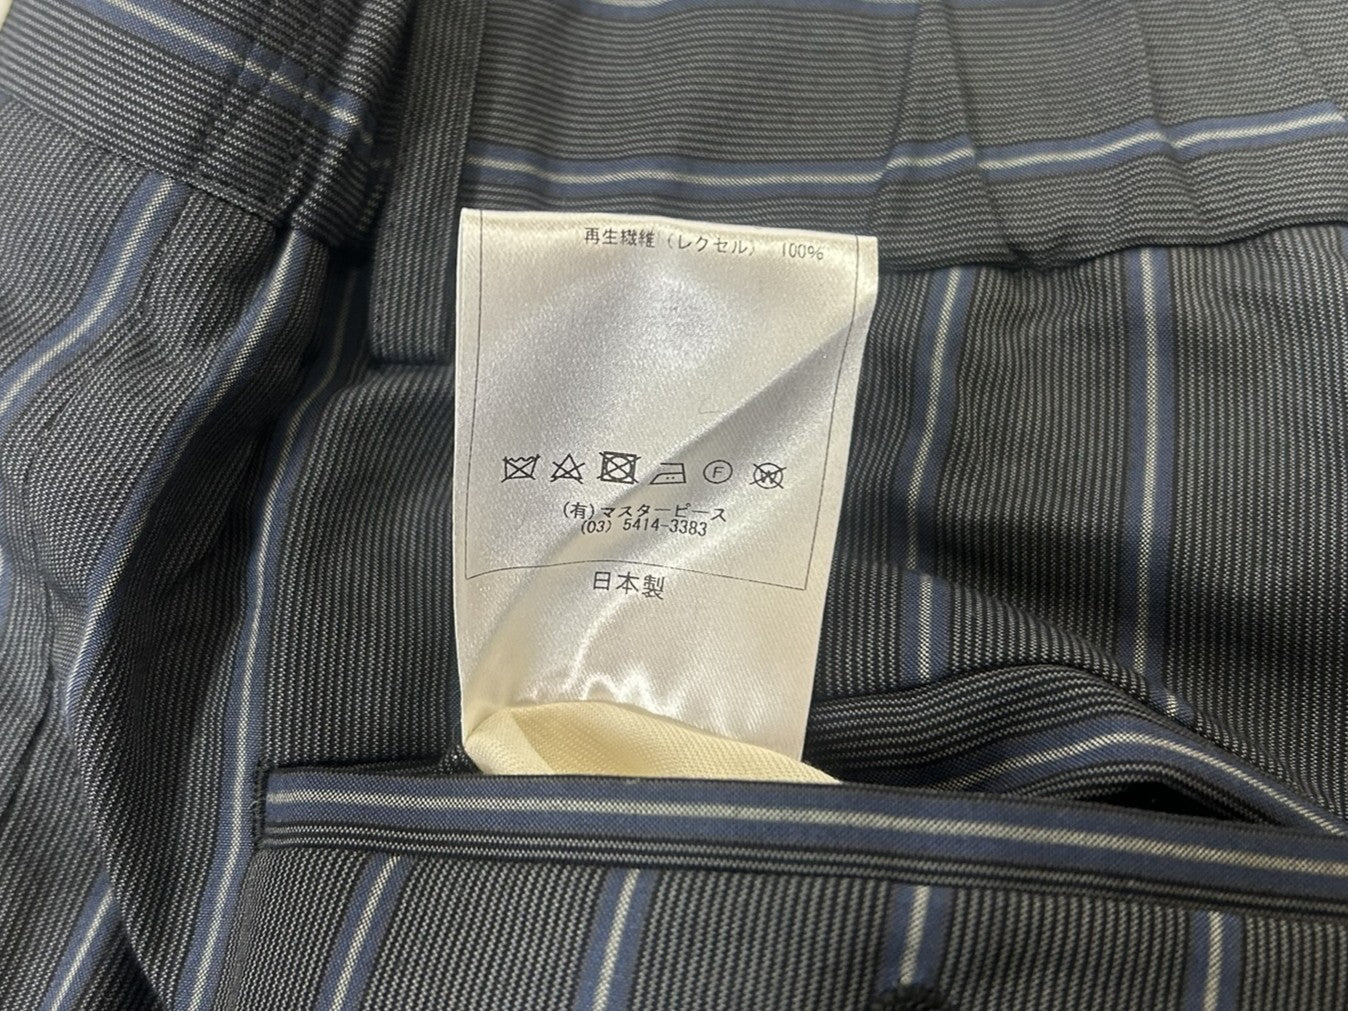 再生繊維（レクセル） 100%
F W
(有)マスターピース
(03) 5414-3383
日本製